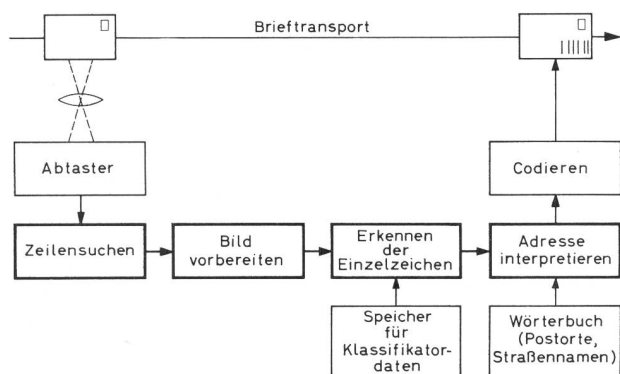 Brieftransport
Abtaster
Codieren
Zeilensuchen
Bild
vorbereiten
Erkennen
der
Einzelzeichen
Adresse
interpretieren
Speicher
für
Klassifikator-
daten
Wörterbuch
(Postorte,
Straßennamen)